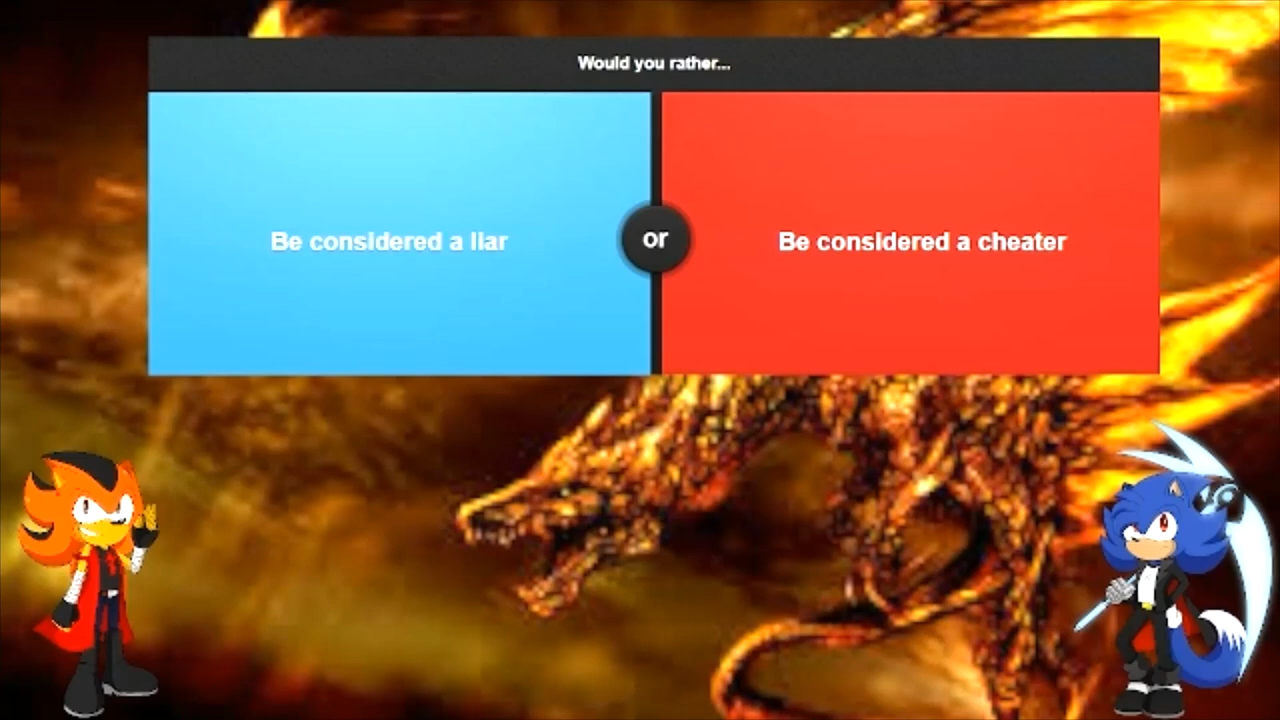 Would you rather...
Be considered a liar
or
Be considered a cheater